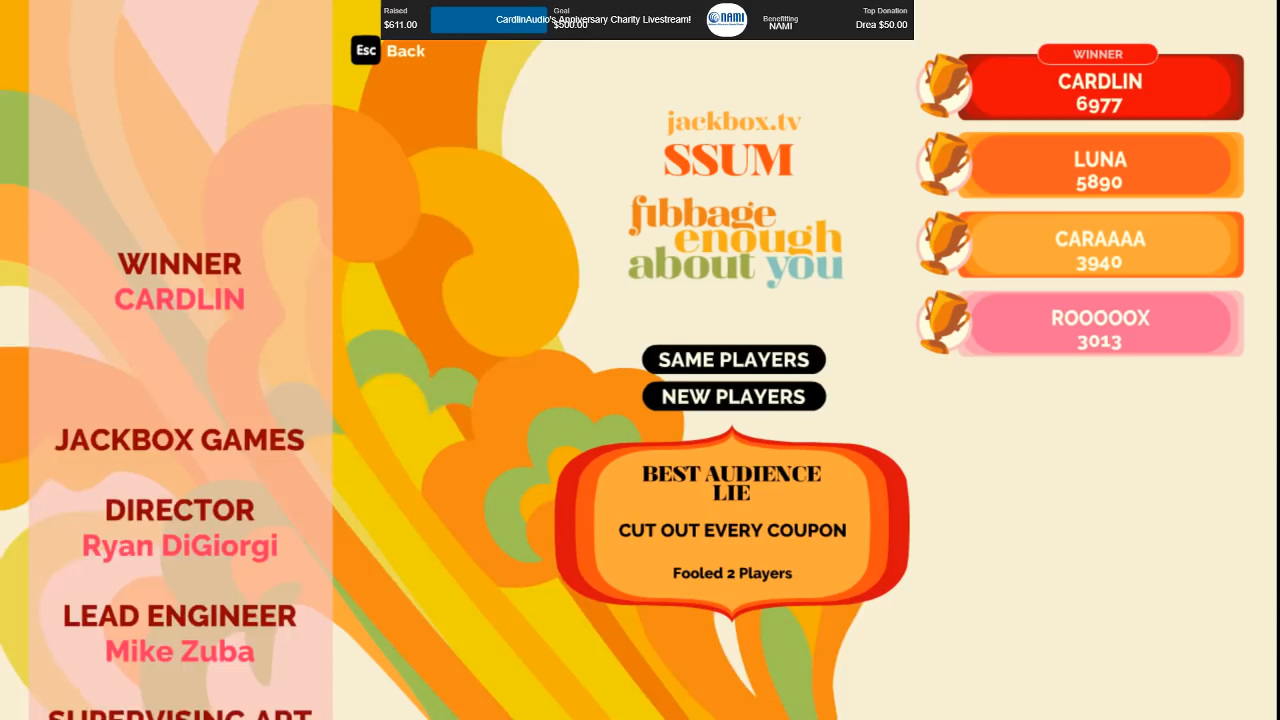 Raised
$611.00
CardlinAudio's Anniversary Charity Livestream!
Goal
$500.00
NAMI
Benefitting
NAMI
Top Donation
Drea $50.00
Esc Back
WINNER
CARDLIN
JACKBOX GAMES
DIRECTOR
Ryan DiGiorgi
LEAD ENGINEER
Mike Zuba
SUPERVISING ART
jackbox.tv
SSUM
fibbage
enough
about you
SAME PLAYERS
NEW PLAYERS
BEST AUDIENCE
LIE
CUT OUT EVERY COUPON
Fooled 2 Players
WINNER
CARDLIN
6977
LUNA
5890
CARAAAA
3940
ROOOOOX
3013